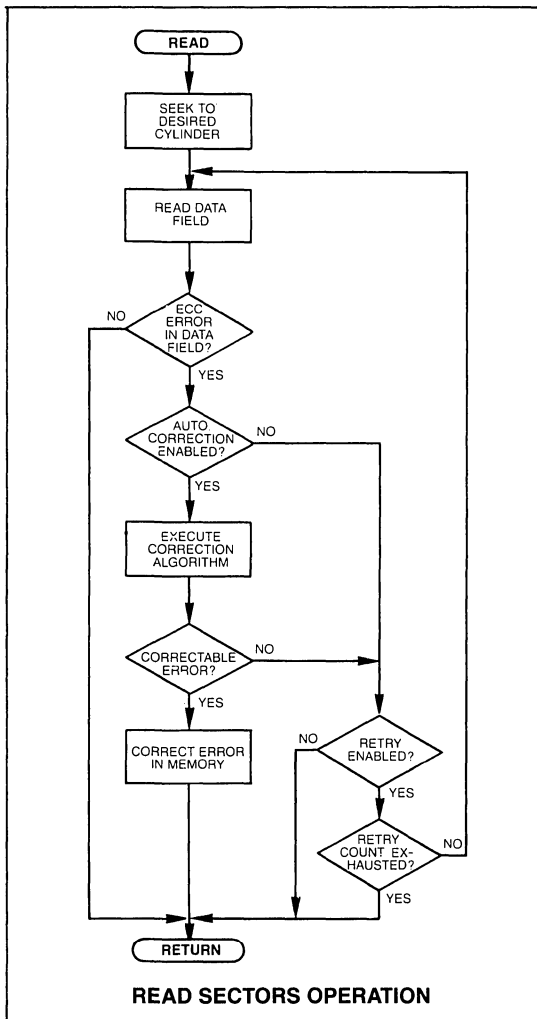 READ
SEEK TO
DESIRED
CYLINDER
READ DATA
FIELD
NO
ECC
ERROR
IN DATA
FIELD?
YES
AUTO.
CORRECTION
ENABLED?
NO
YES
EXECUTE
CORRECTION
ALGORITHM
CORRECTABLE
ERROR?
NO
YES
CORRECT ERROR
IN MEMORY
NO
RETRY
ENABLED?
YES
RETRY
COUNT EX-
HAUSTED?
NO
YES
RETURN
READ SECTORS OPERATION